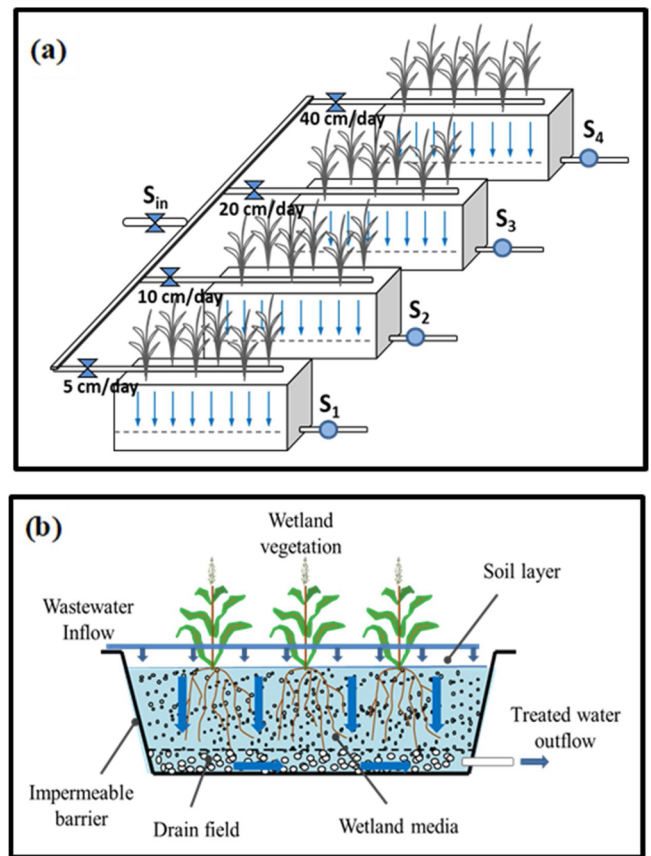 (a)
40 cm/day
S4
Sin
20 cm/day
S3
10 cm/day
S2
5 cm/day
S1
(b)
Wetland
vegetation
Soil layer
Wastewater
Inflow
Treated water
outflow
Impermeable
barrier
Drain field
Wetland media